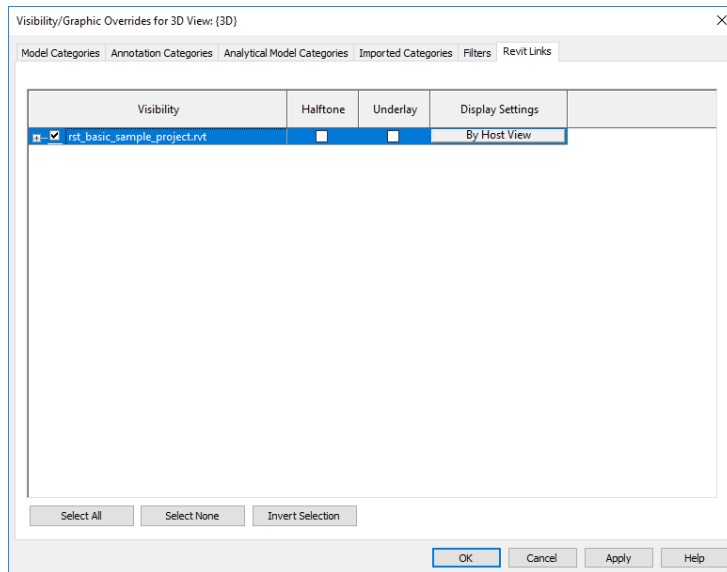 Visibility/Graphic Overrides for 3D View: {3D}
Model Categories Annotation Categories Analytical Model Categories Imported Categories Filters Revit Links
Visibility Halftone Underlay Display Settings
rst_basic_sample_project.rvt By Host View
Select All Select None Invert Selection
OK Cancel Apply Help